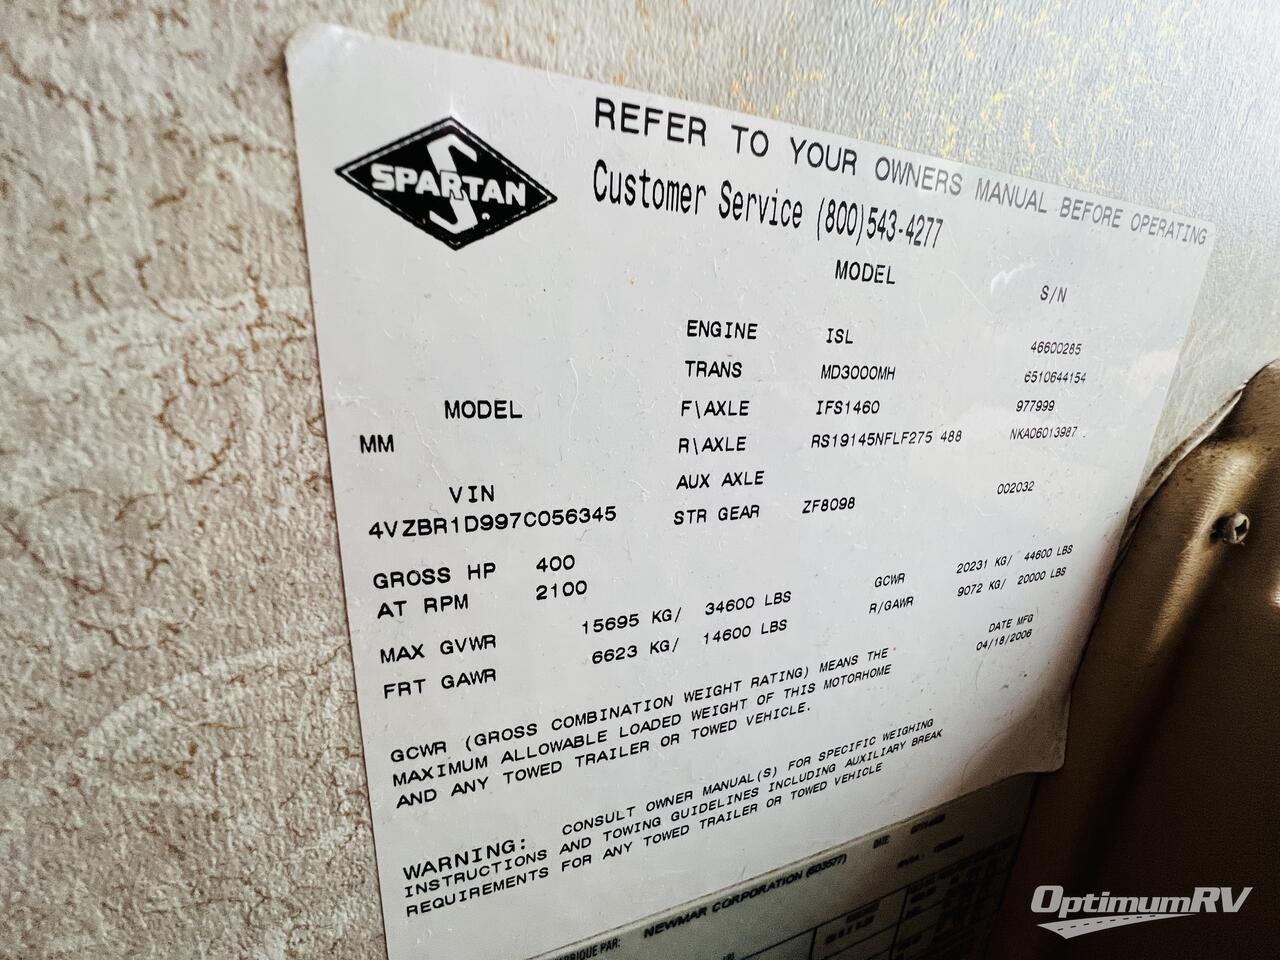 SPARTAN
REFER TO YOUR OWNERS MANUAL BEFORE OPERATING
Customer Service (800)543-4277
MODEL S/N
ENGINE ISL 46600285
TRANS MD3000MH 6510644154
F\AXLE IFS1460 977999
R\AXLE RS19145NFLF275 488 NKA06013987
AUX AXLE
STR GEAR ZF8098 002032
MODEL
MM
VIN
4VZBR1D997C056345
GROSS HP 400
AT RPM 2100
MAX GVWR 15695 KG/ 34600 LBS GCWR 20231 KG/ 44600 LBS
FRT GAWR 6623 KG/ 14600 LBS R/GAWR 9072 KG/ 20000 LBS
DATE MFG
04/18/2006
GCWR (GROSS COMBINATION WEIGHT RATING) MEANS THE
MAXIMUM ALLOWABLE LOADED WEIGHT OF THIS MOTORHOME
AND ANY TOWED TRAILER OR TOWED VEHICLE.
WARNING: CONSULT OWNER MANUAL(S) FOR SPECIFIC WEIGHING
INSTRUCTIONS AND TOWING GUIDELINES INCLUDING AUXILIARY BREAK
REQUIREMENTS FOR ANY TOWED TRAILER OR TOWED VEHICLE
PAR: NEWMAR CORPORATION (603577) DATE
OptimumRV